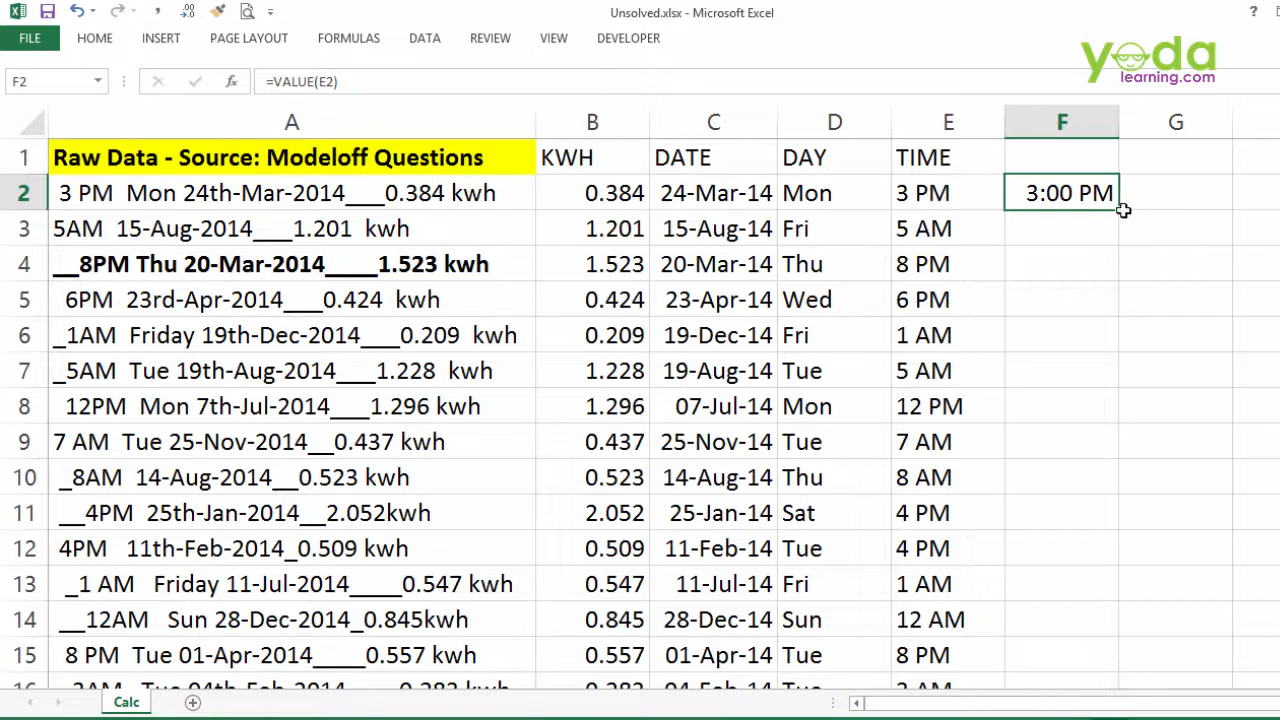 Unsolved.xlsx - Microsoft Excel
?
FILE HOME INSERT PAGE LAYOUT FORMULAS DATA REVIEW VIEW DEVELOPER
yoda
learning.com
F2 fx =VALUE(E2)
A B C D E F G
1 Raw Data - Source: Modeloff Questions KWH DATE DAY TIME
2 3 PM Mon 24th-Mar-2014___0.384 kwh 0.384 24-Mar-14 Mon 3 PM 3:00 PM
3 5AM 15-Aug-2014___1.201 kwh 1.201 15-Aug-14 Fri 5 AM
4 __8PM Thu 20-Mar-2014____1.523 kwh 1.523 20-Mar-14 Thu 8 PM
5 6PM 23rd-Apr-2014___0.424 kwh 0.424 23-Apr-14 Wed 6 PM
6 _1AM Friday 19th-Dec-2014___0.209 kwh 0.209 19-Dec-14 Fri 1 AM
7 _5AM Tue 19th-Aug-2014___1.228 kwh 1.228 19-Aug-14 Tue 5 AM
8 12PM Mon 7th-Jul-2014___1.296 kwh 1.296 07-Jul-14 Mon 12 PM
9 7 AM Tue 25-Nov-2014__0.437 kwh 0.437 25-Nov-14 Tue 7 AM
10 _8AM 14-Aug-2014__0.523 kwh 0.523 14-Aug-14 Thu 8 AM
11 __4PM 25th-Jan-2014__2.052kwh 2.052 25-Jan-14 Sat 4 PM
12 4PM 11th-Feb-2014_0.509 kwh 0.509 11-Feb-14 Tue 4 PM
13 _1 AM Friday 11-Jul-2014____0.547 kwh 0.547 11-Jul-14 Fri 1 AM
14 __12AM Sun 28-Dec-2014_0.845kwh 0.845 28-Dec-14 Sun 12 AM
15 8 PM Tue 01-Apr-2014____0.557 kwh 0.557 01-Apr-14 Tue 8 PM
Calc